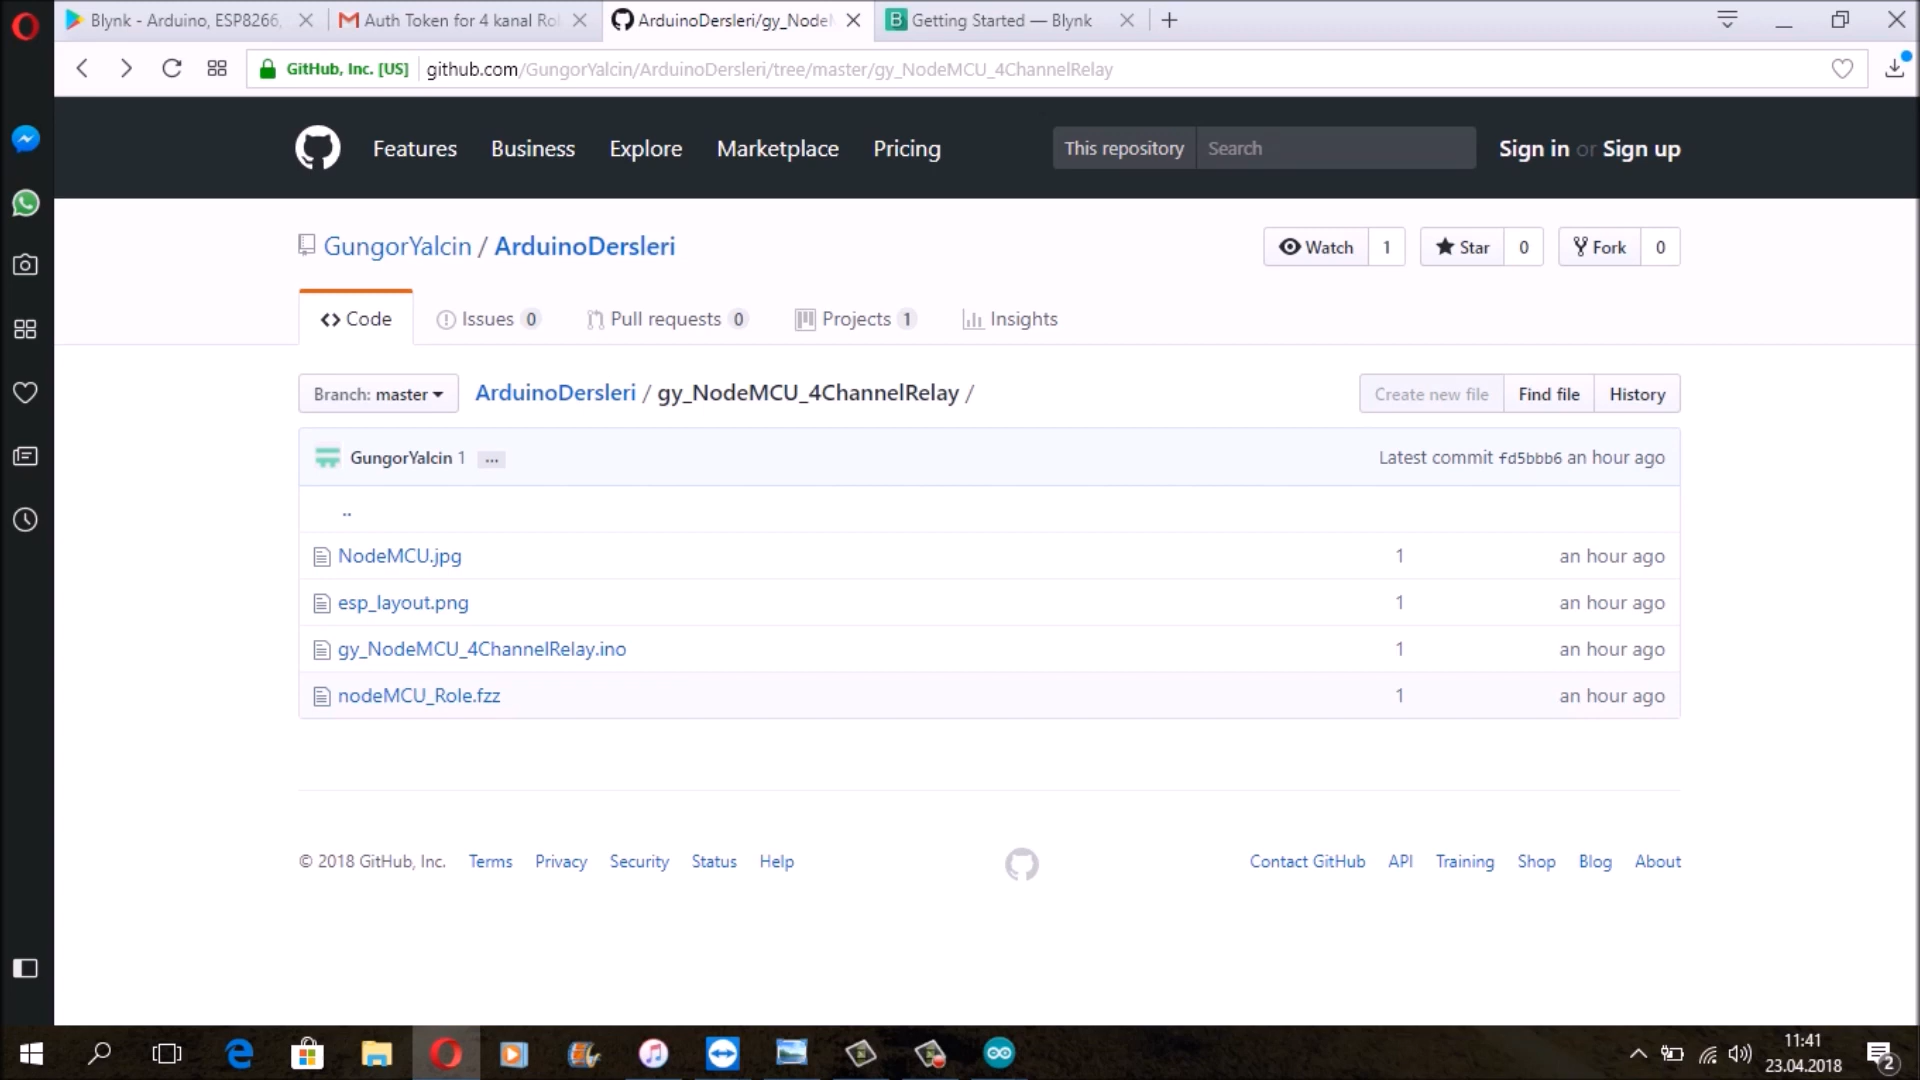 Blynk - Arduino, ESP8266,
Auth Token for 4 kanal Ro
ArduinoDersleri/gy_Node
Getting Started — Blynk
GitHub, Inc. [US]
github.com/GungorYalcin/ArduinoDersleri/tree/master/gy_NodeMCU_4ChannelRelay
Features Business Explore Marketplace Pricing
This repository Search
Sign in or Sign up
GungorYalcin / ArduinoDersleri
Watch 1 Star 0 Fork 0
Code Issues 0 Pull requests 0 Projects 1 Insights
Branch: master ArduinoDersleri / gy_NodeMCU_4ChannelRelay /
Create new file Find file History
GungorYalcin 1 ...
Latest commit fd5bbb6 an hour ago
..
NodeMCU.jpg 1 an hour ago
esp_layout.png 1 an hour ago
gy_NodeMCU_4ChannelRelay.ino 1 an hour ago
nodeMCU_Role.fzz 1 an hour ago
© 2018 GitHub, Inc. Terms Privacy Security Status Help
Contact GitHub API Training Shop Blog About
11:41
23.04.2018
2